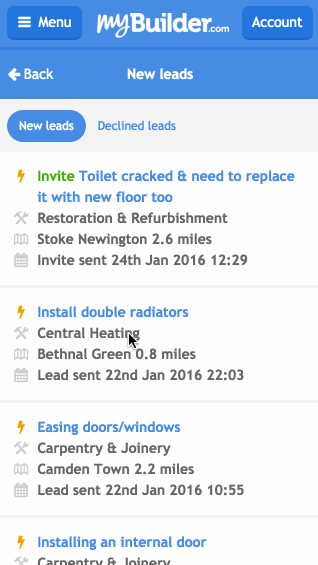 Menu
myBuilder.com
Account
Back
New leads
New leads
Declined leads
Invite Toilet cracked & need to replace
it with new floor too
Restoration & Refurbishment
Stoke Newington 2.6 miles
Invite sent 24th Jan 2016 12:29
Install double radiators
Central Heating
Bethnal Green 0.8 miles
Lead sent 22nd Jan 2016 22:03
Easing doors/windows
Carpentry & Joinery
Camden Town 2.2 miles
Lead sent 22nd Jan 2016 10:55
Installing an internal door
Carpentry & Joinery